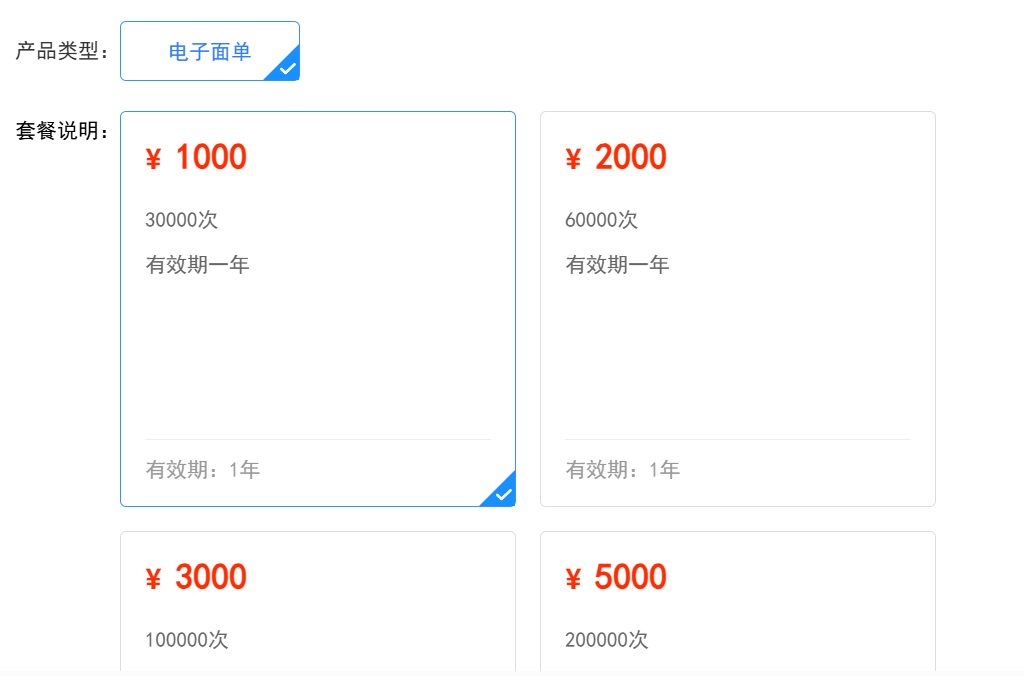 产品类型：
电子面单
套餐说明：
¥ 1000
30000次
有效期一年
有效期：1年
¥ 2000
60000次
有效期一年
有效期：1年
¥ 3000
100000次
¥ 5000
200000次